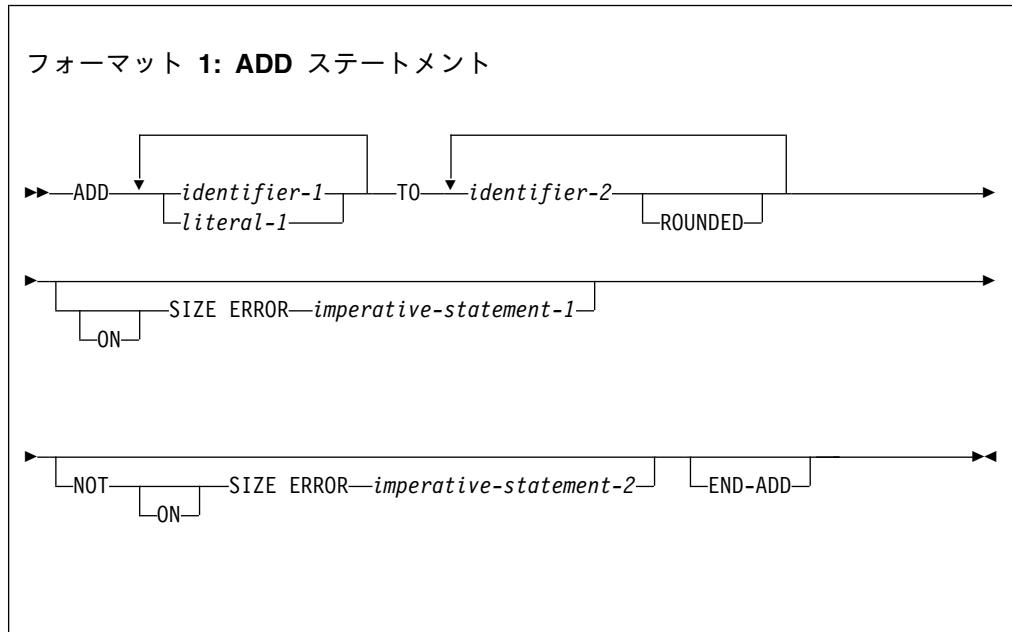 フォーマット 1: ADD ステートメント
ADD identifier-1 TO identifier-2
literal-1 ROUNDED
SIZE ERROR imperative-statement-1
ON
NOT SIZE ERROR imperative-statement-2 END-ADD
ON